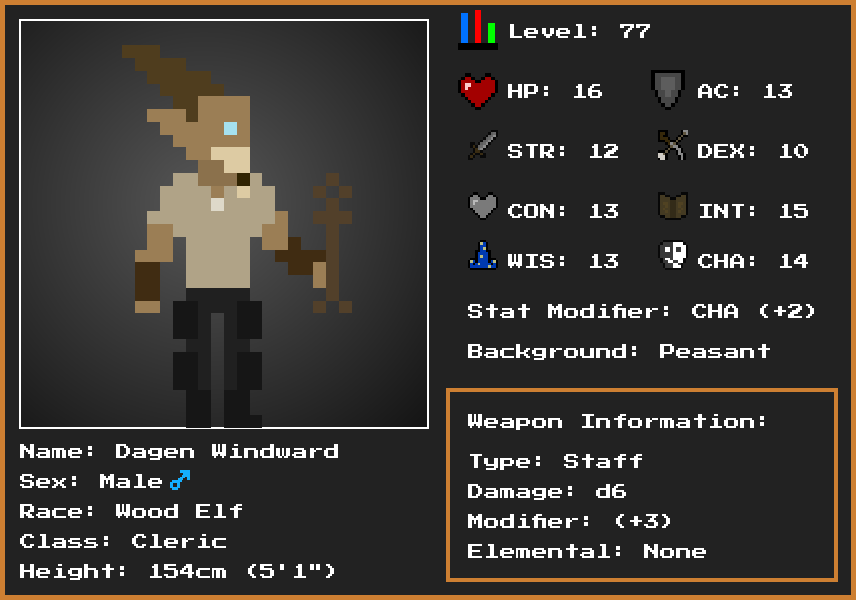 Level: 77
HP: 16 AC: 13
STR: 12 DEX: 10
CON: 13 INT: 15
WIS: 13 CHA: 14
Stat Modifier: CHA (+2)
Background: Peasant
Weapon Information:
Type: Staff
Damage: d6
Modifier: (+3)
Elemental: None
Name: Dagen Windward
Sex: Male♂
Race: Wood Elf
Class: Cleric
Height: 154cm (5'1")